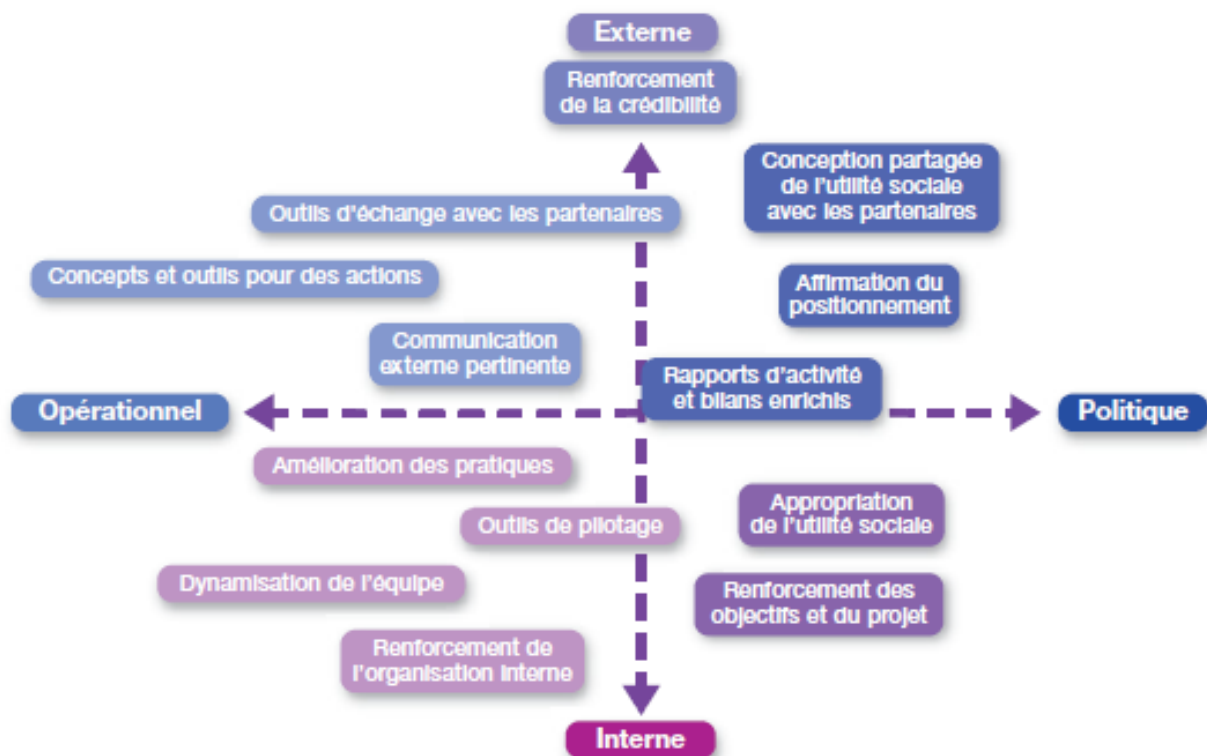 Externe
Renforcement
de la crédibilité
Conception partagée
de l'utilité sociale
avec les partenaires
Outils d'échange avec les partenaires
Concepts et outils pour des actions
Affirmation du
positionnement
Communication
externe pertinente
Rapports d'activité
et bilans enrichis
Opérationnel
Politique
Amélioration des pratiques
Appropriation
de l'utilité sociale
Outils de pilotage
Dynamisation de l'équipe
Renforcement des
objectifs et du projet
Renforcement de
l'organisation interne
Interne